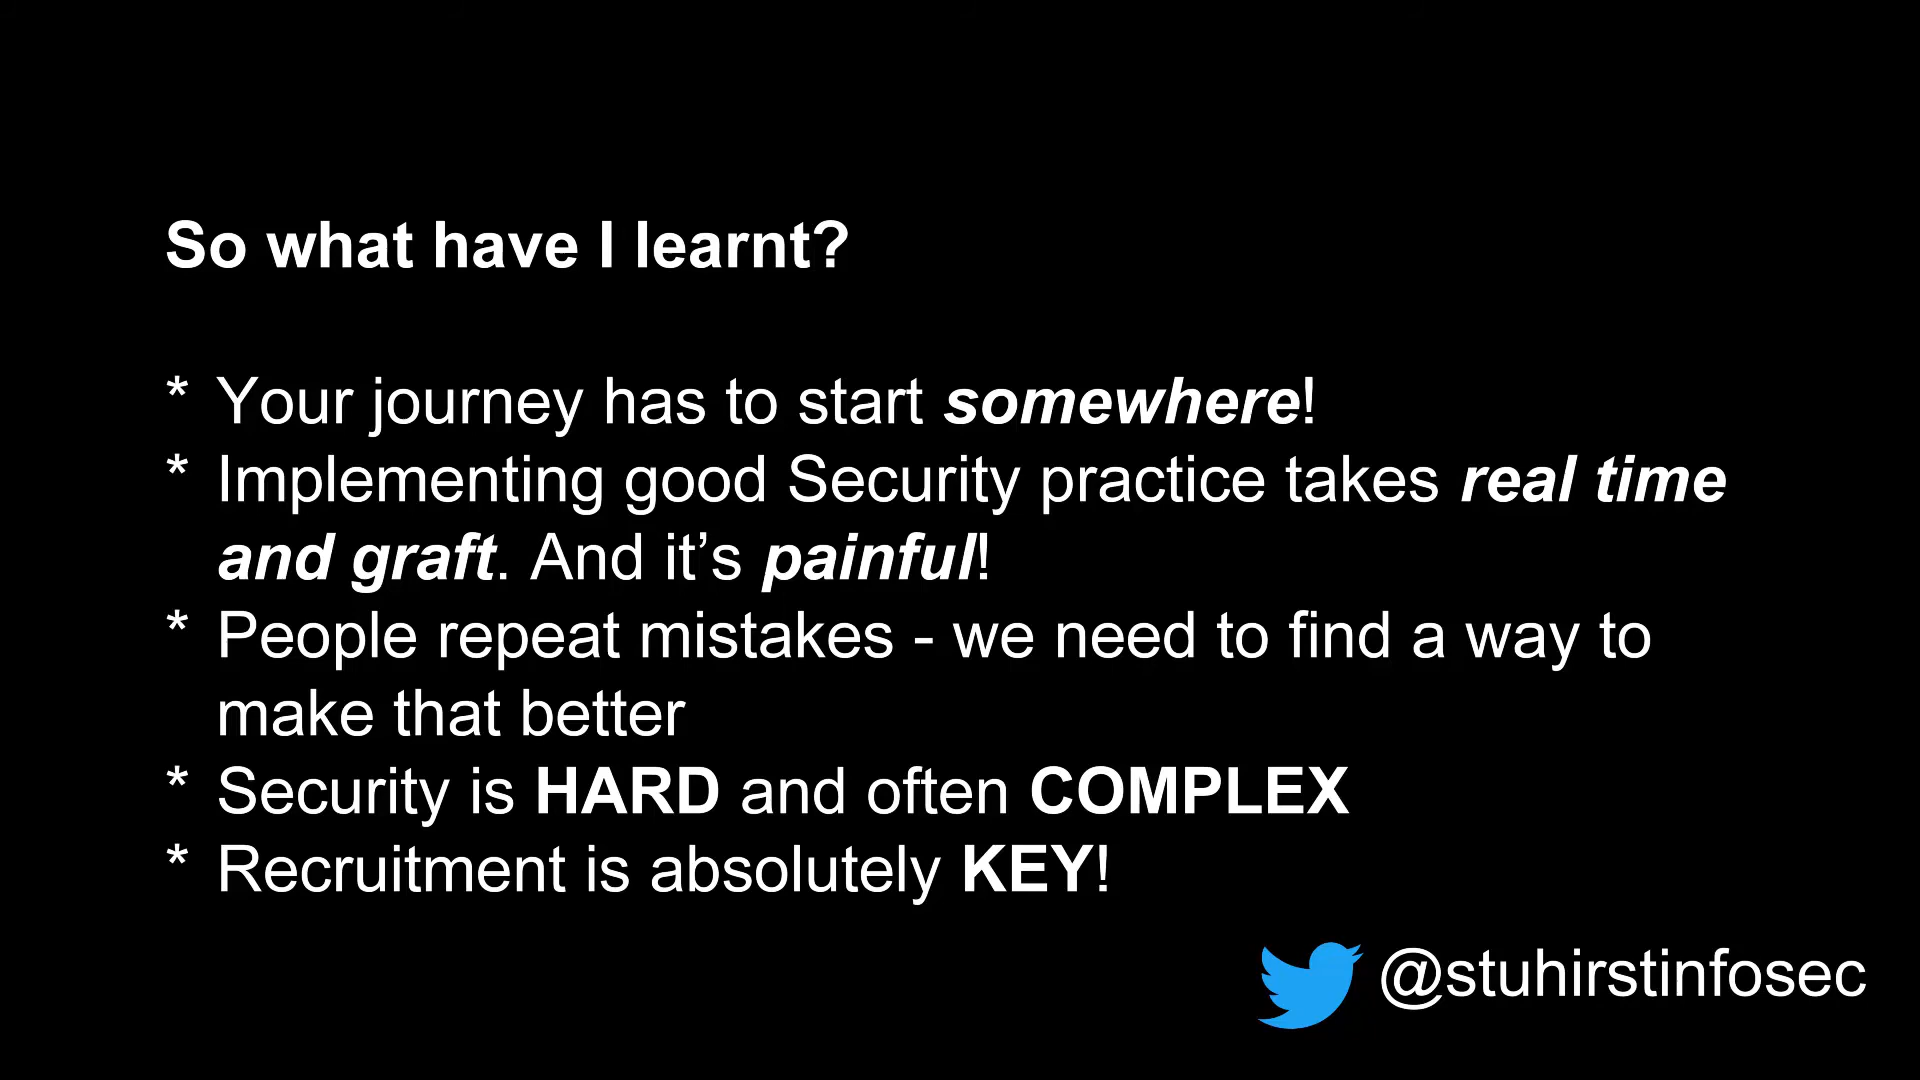 So what have I learnt?
* Your journey has to start somewhere!
* Implementing good Security practice takes real time
and graft. And it’s painful!
* People repeat mistakes - we need to find a way to
make that better
* Security is HARD and often COMPLEX
* Recruitment is absolutely KEY!
@stuhirstinfosec